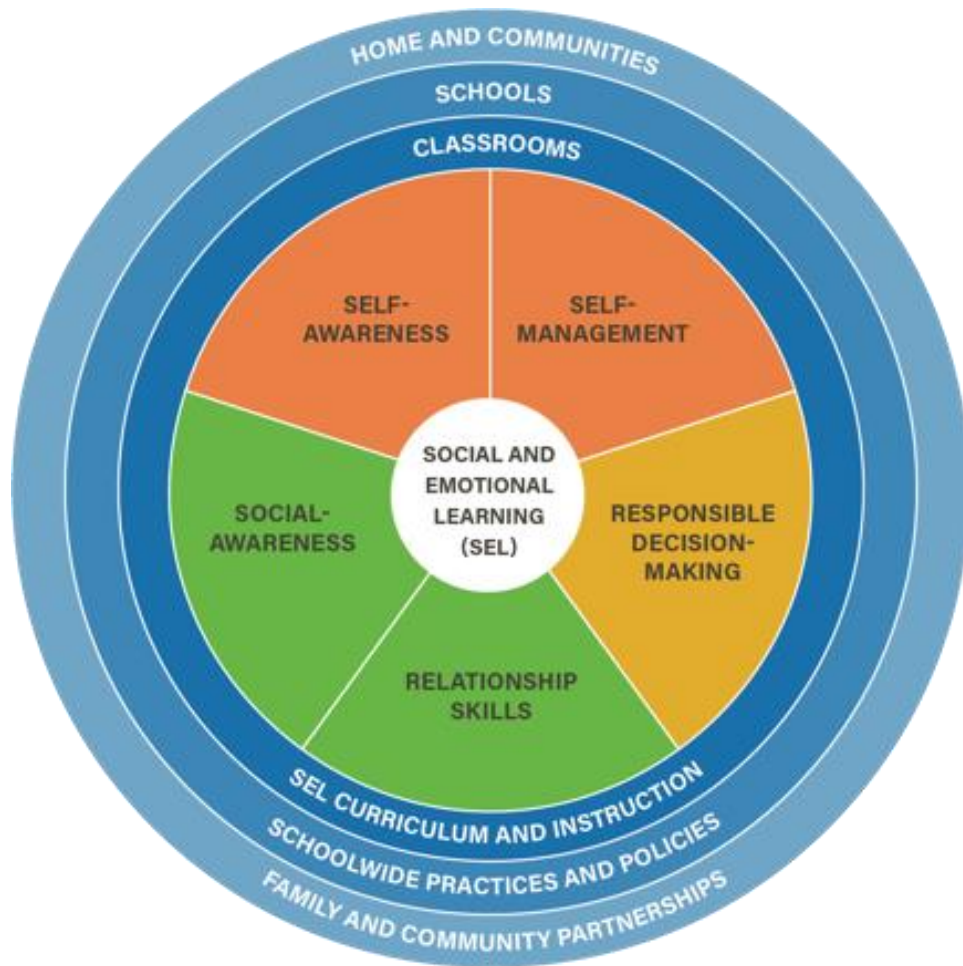 HOME AND COMMUNITIES
SCHOOLS
CLASSROOMS
SELF-
AWARENESS
SELF-
MANAGEMENT
SOCIAL AND
EMOTIONAL
LEARNING
(SEL)
SOCIAL-
AWARENESS
RESPONSIBLE
DECISION-
MAKING
RELATIONSHIP
SKILLS
SEL CURRICULUM AND INSTRUCTION
SCHOOLWIDE PRACTICES AND POLICIES
FAMILY AND COMMUNITY PARTNERSHIPS